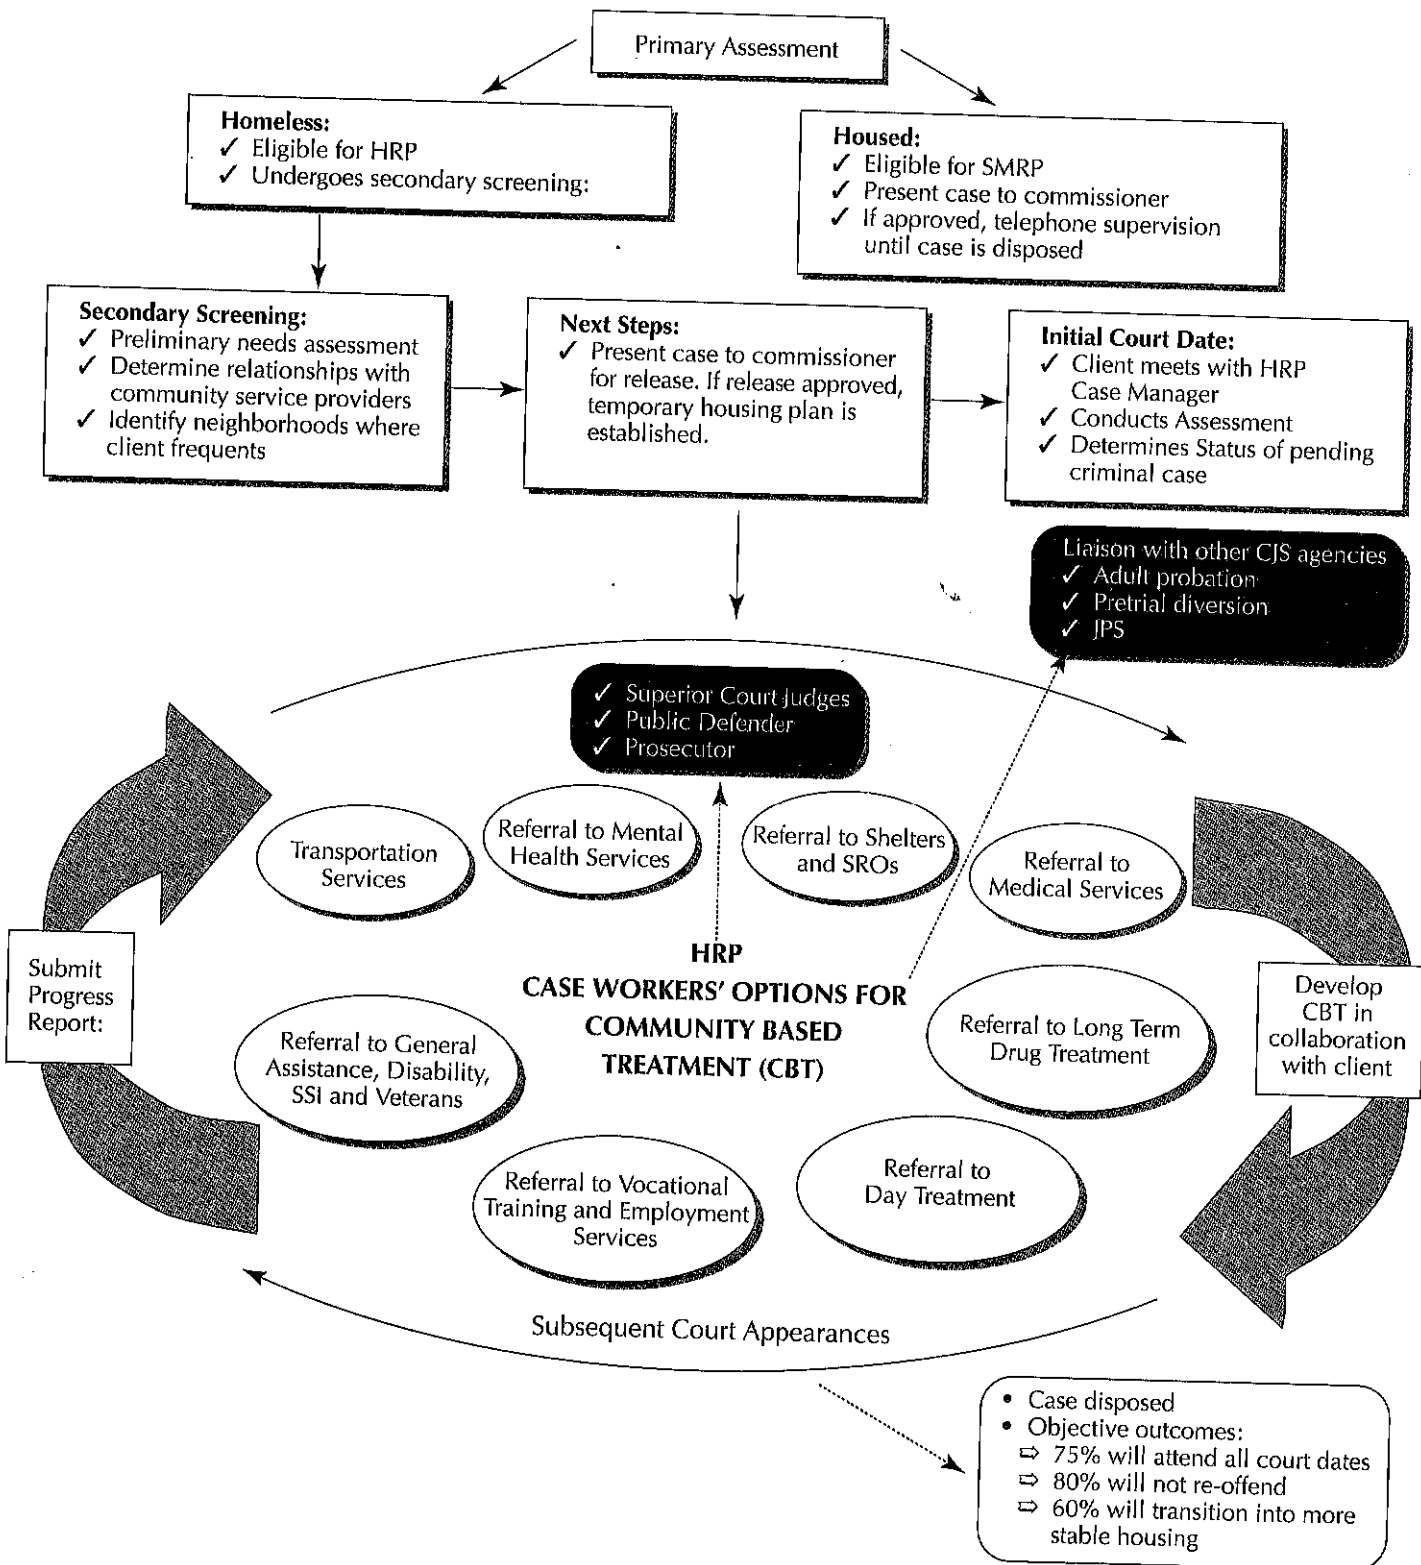 Primary Assessment
Homeless:
✓ Eligible for HRP
✓ Undergoes secondary screening:
Housed:
✓ Eligible for SMRP
✓ Present case to commissioner
✓ If approved, telephone supervision
until case is disposed
Secondary Screening:
✓ Preliminary needs assessment
✓ Determine relationships with
community service providers
✓ Identify neighborhoods where
client frequents
Next Steps:
✓ Present case to commissioner
for release. If release approved,
temporary housing plan is
established.
Initial Court Date:
✓ Client meets with HRP
Case Manager
✓ Conducts Assessment
✓ Determines Status of pending
criminal case
Liaison with other CJS agencies
✓ Adult probation
✓ Pretrial diversion
✓ JPS
✓ Superior Court Judges
✓ Public Defender
✓ Prosecutor
Transportation
Services
Referral to Mental
Health Services
Referral to Shelters
and SROs
Referral to
Medical Services
HRP
CASE WORKERS' OPTIONS FOR
COMMUNITY BASED
TREATMENT (CBT)
Submit
Progress
Report:
Referral to General
Assistance, Disability,
SSI and Veterans
Referral to Long Term
Drug Treatment
Develop
CBT in
collaboration
with client
Referral to Vocational
Training and Employment
Services
Referral to
Day Treatment
Subsequent Court Appearances
• Case disposed
• Objective outcomes:
⇨ 75% will attend all court dates
⇨ 80% will not re-offend
⇨ 60% will transition into more
stable housing